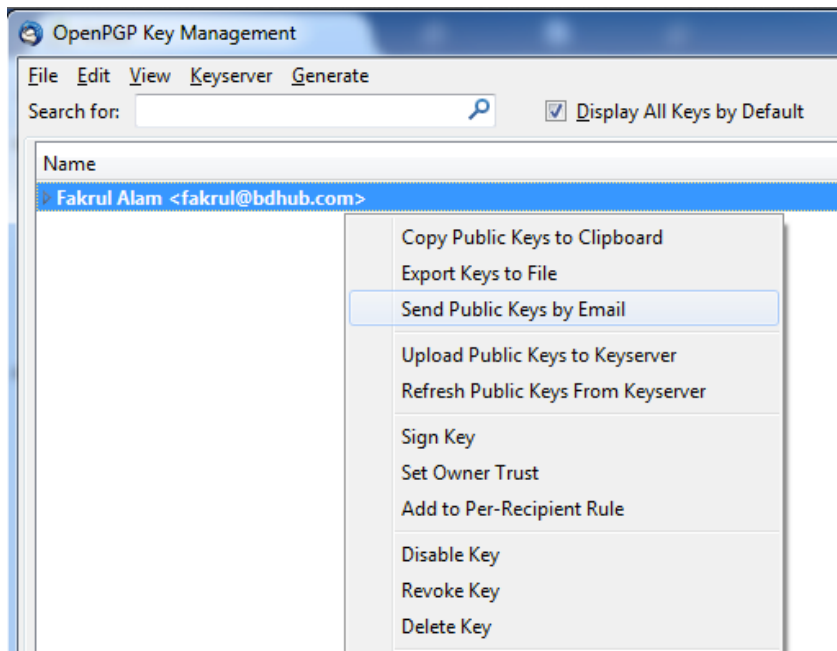 OpenPGP Key Management
File Edit View Keyserver Generate
Search for: Display All Keys by Default
Name
Fakrul Alam <fakrul@bdhub.com>
Copy Public Keys to Clipboard
Export Keys to File
Send Public Keys by Email
Upload Public Keys to Keyserver
Refresh Public Keys From Keyserver
Sign Key
Set Owner Trust
Add to Per-Recipient Rule
Disable Key
Revoke Key
Delete Key